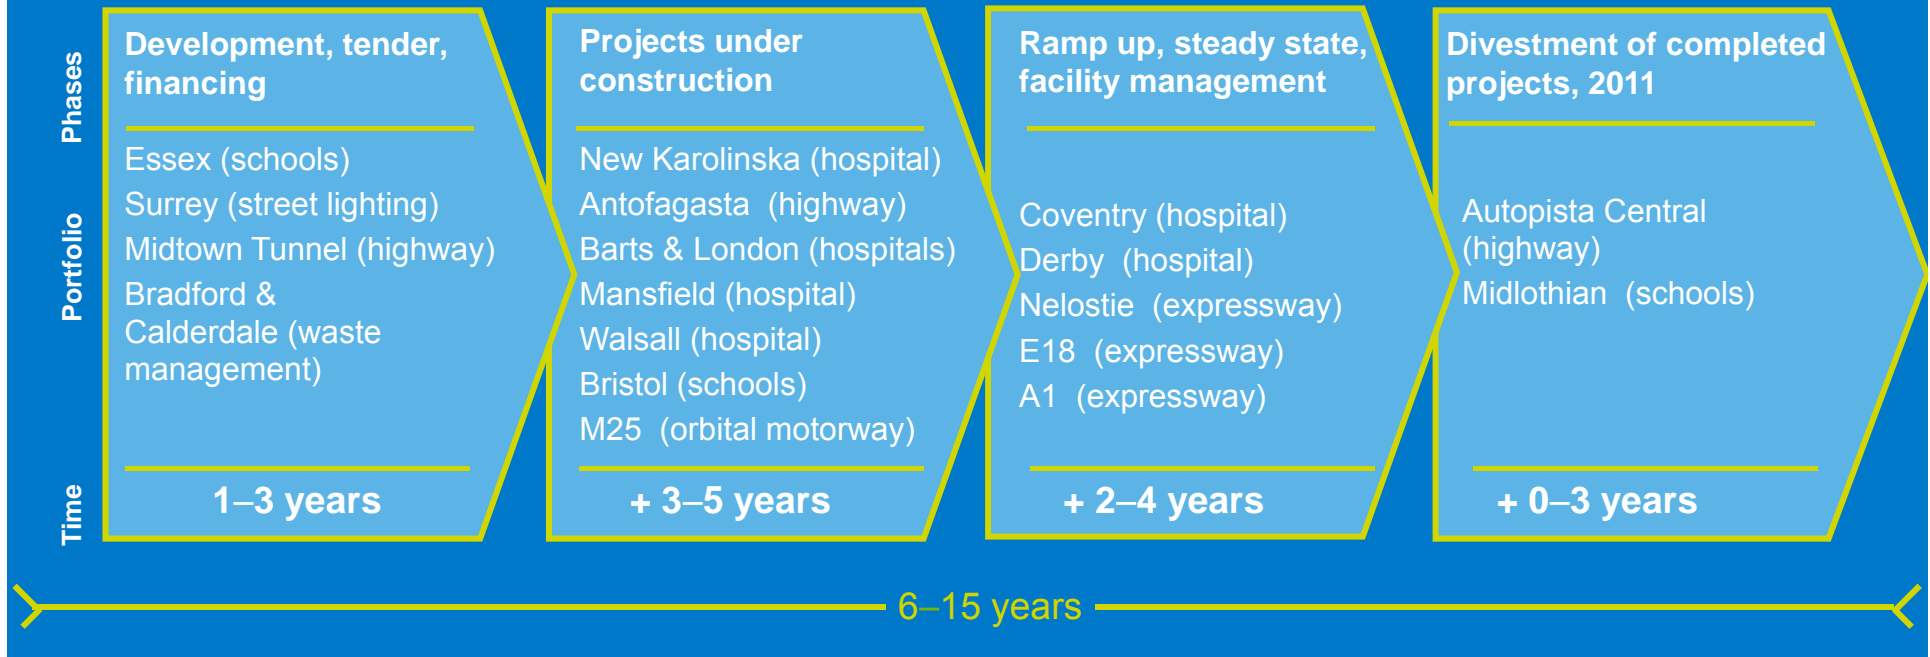 Phases
Development, tender,
financing
Projects under
construction
Ramp up, steady state,
facility management
Divestment of completed
projects, 2011
Portfolio
Essex (schools)
Surrey (street lighting)
Midtown Tunnel (highway)
Bradford &
Calderdale (waste
management)
New Karolinska (hospital)
Antofagasta (highway)
Barts & London (hospitals)
Mansfield (hospital)
Walsall (hospital)
Bristol (schools)
M25 (orbital motorway)
Coventry (hospital)
Derby (hospital)
Nelostie (expressway)
E18 (expressway)
A1 (expressway)
Autopista Central
(highway)
Midlothian (schools)
Time
1–3 years
+ 3–5 years
+ 2–4 years
+ 0–3 years
6–15 years